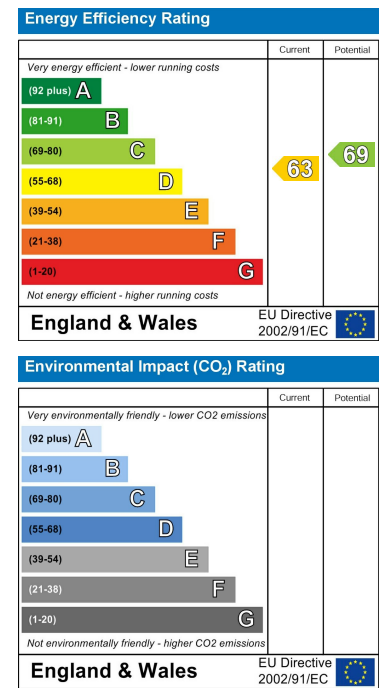 Energy Efficiency Rating
Current Potential
Very energy efficient - lower running costs
(92 plus) A
(81-91) B
(69-80) C
(55-68) D
(39-54) E
(21-38) F
(1-20) G
63 69
Not energy efficient - higher running costs
England & Wales
EU Directive
2002/91/EC
Environmental Impact (CO₂) Rating
Current Potential
Very environmentally friendly - lower CO2 emissions
(92 plus) A
(81-91) B
(69-80) C
(55-68) D
(39-54) E
(21-38) F
(1-20) G
Not environmentally friendly - higher CO2 emissions
England & Wales
EU Directive
2002/91/EC